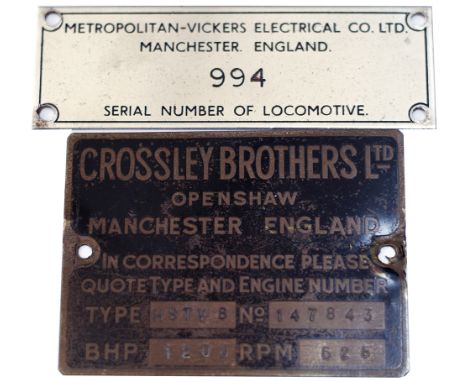 METROPOLITAN-VICKERS ELECTRICAL CO. LTD.
MANCHESTER. ENGLAND.
994
SERIAL NUMBER OF LOCOMOTIVE.
CROSSLEY BROTHERS LTD
OPENSHAW
MANCHESTER ENGLAND
IN CORRESPONDENCE PLEASE
QUOTE TYPE AND ENGINE NUMBER
TYPE HSTV8 No 147843
BHP 1200 RPM 625